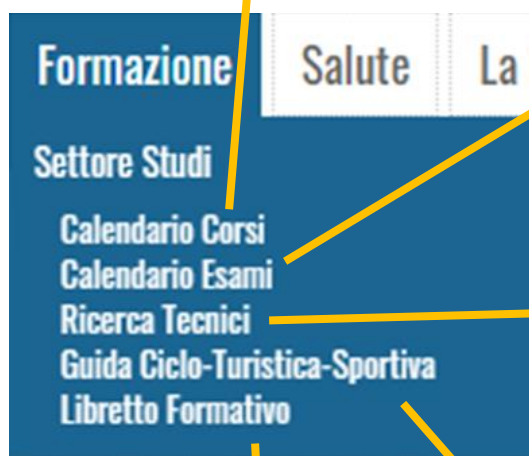 Formazione Salute La
Settore Studi
Calendario Corsi
Calendario Esami
Ricerca Tecnici
Guida Ciclo-Turistica-Sportiva
Libretto Formativo